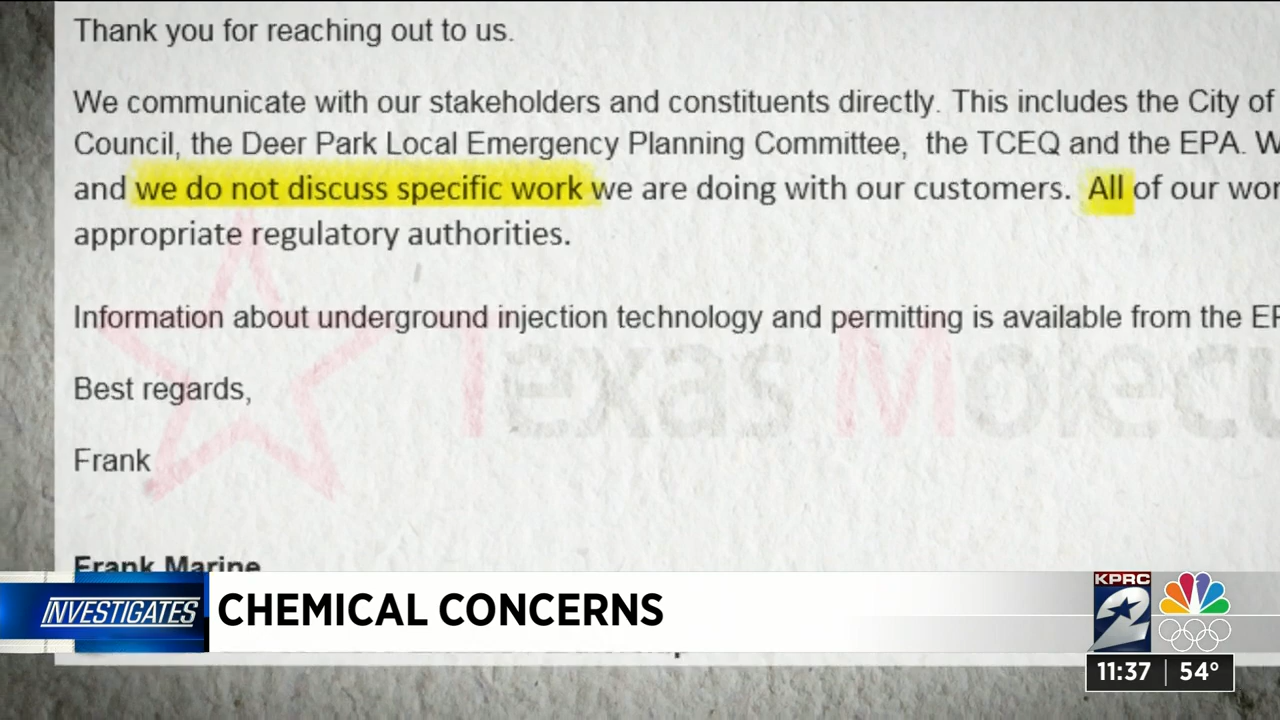 Thank you for reaching out to us.
We communicate with our stakeholders and constituents directly. This includes the City of
Council, the Deer Park Local Emergency Planning Committee, the TCEQ and the EPA. W
and we do not discuss specific work we are doing with our customers. All of our wor
appropriate regulatory authorities.
Information about underground injection technology and permitting is available from the EP
Texas Molecu
Best regards,
Frank
Frank Marine
INVESTIGATES
CHEMICAL CONCERNS
KPRC
2
11:37 | 54°